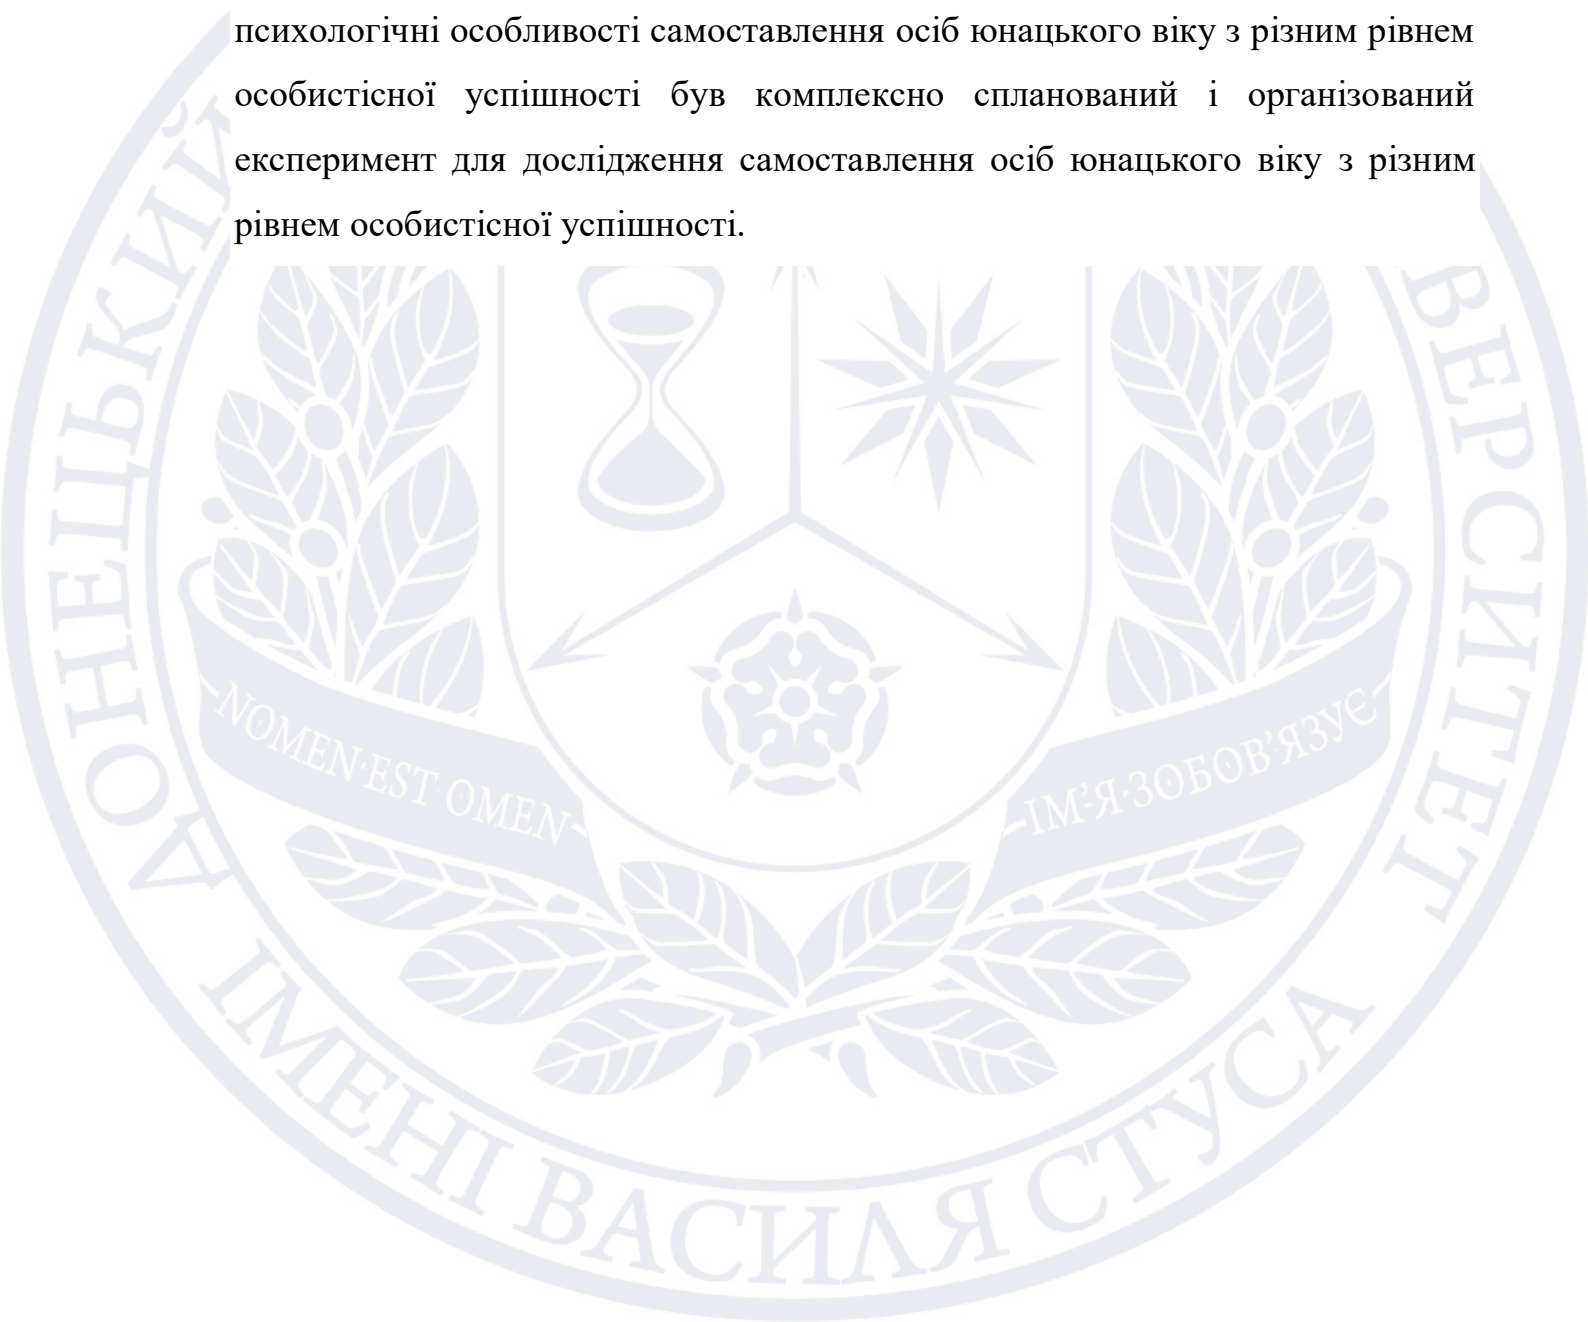 психологічні особливості самоставлення осіб юнацького віку з різним рівнем
особистісної успішності був комплексно спланований і організований
експеримент для дослідження самоставлення осіб юнацького віку з різним
рівнем особистісної успішності.
ДОНЕЦЬКИЙ
ВЕРСИТЕТ
NOMEN·EST·OMEN
ІМ'Я·ЗОБОВ'ЯЗУЄ
ІМЕНІ ВАСИЛЯ СТУСА